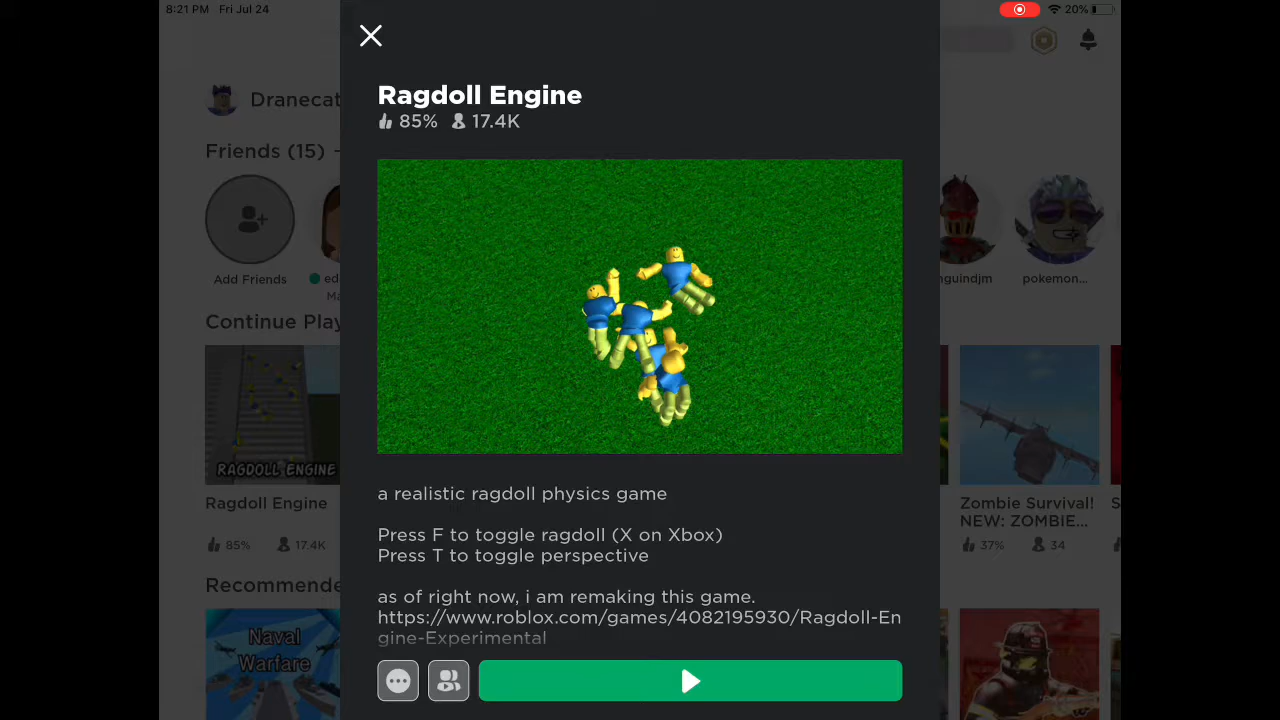 8:21 PM Fri Jul 24
20%
Ragdoll Engine
85% 17.4K
Dranecat
Friends (15)
Add Friends
ed
Ma
nguindjm
pokemon...
Continue Play
RAGDOLL ENGINE
Ragdoll Engine
85% 17.4K
Zombie Survival!
NEW: ZOMBIE...
37% 34
S
Recommende
Naval
Warfare
a realistic ragdoll physics game
Press F to toggle ragdoll (X on Xbox)
Press T to toggle perspective
as of right now, i am remaking this game.
https://www.roblox.com/games/4082195930/Ragdoll-En
gine-Experimental